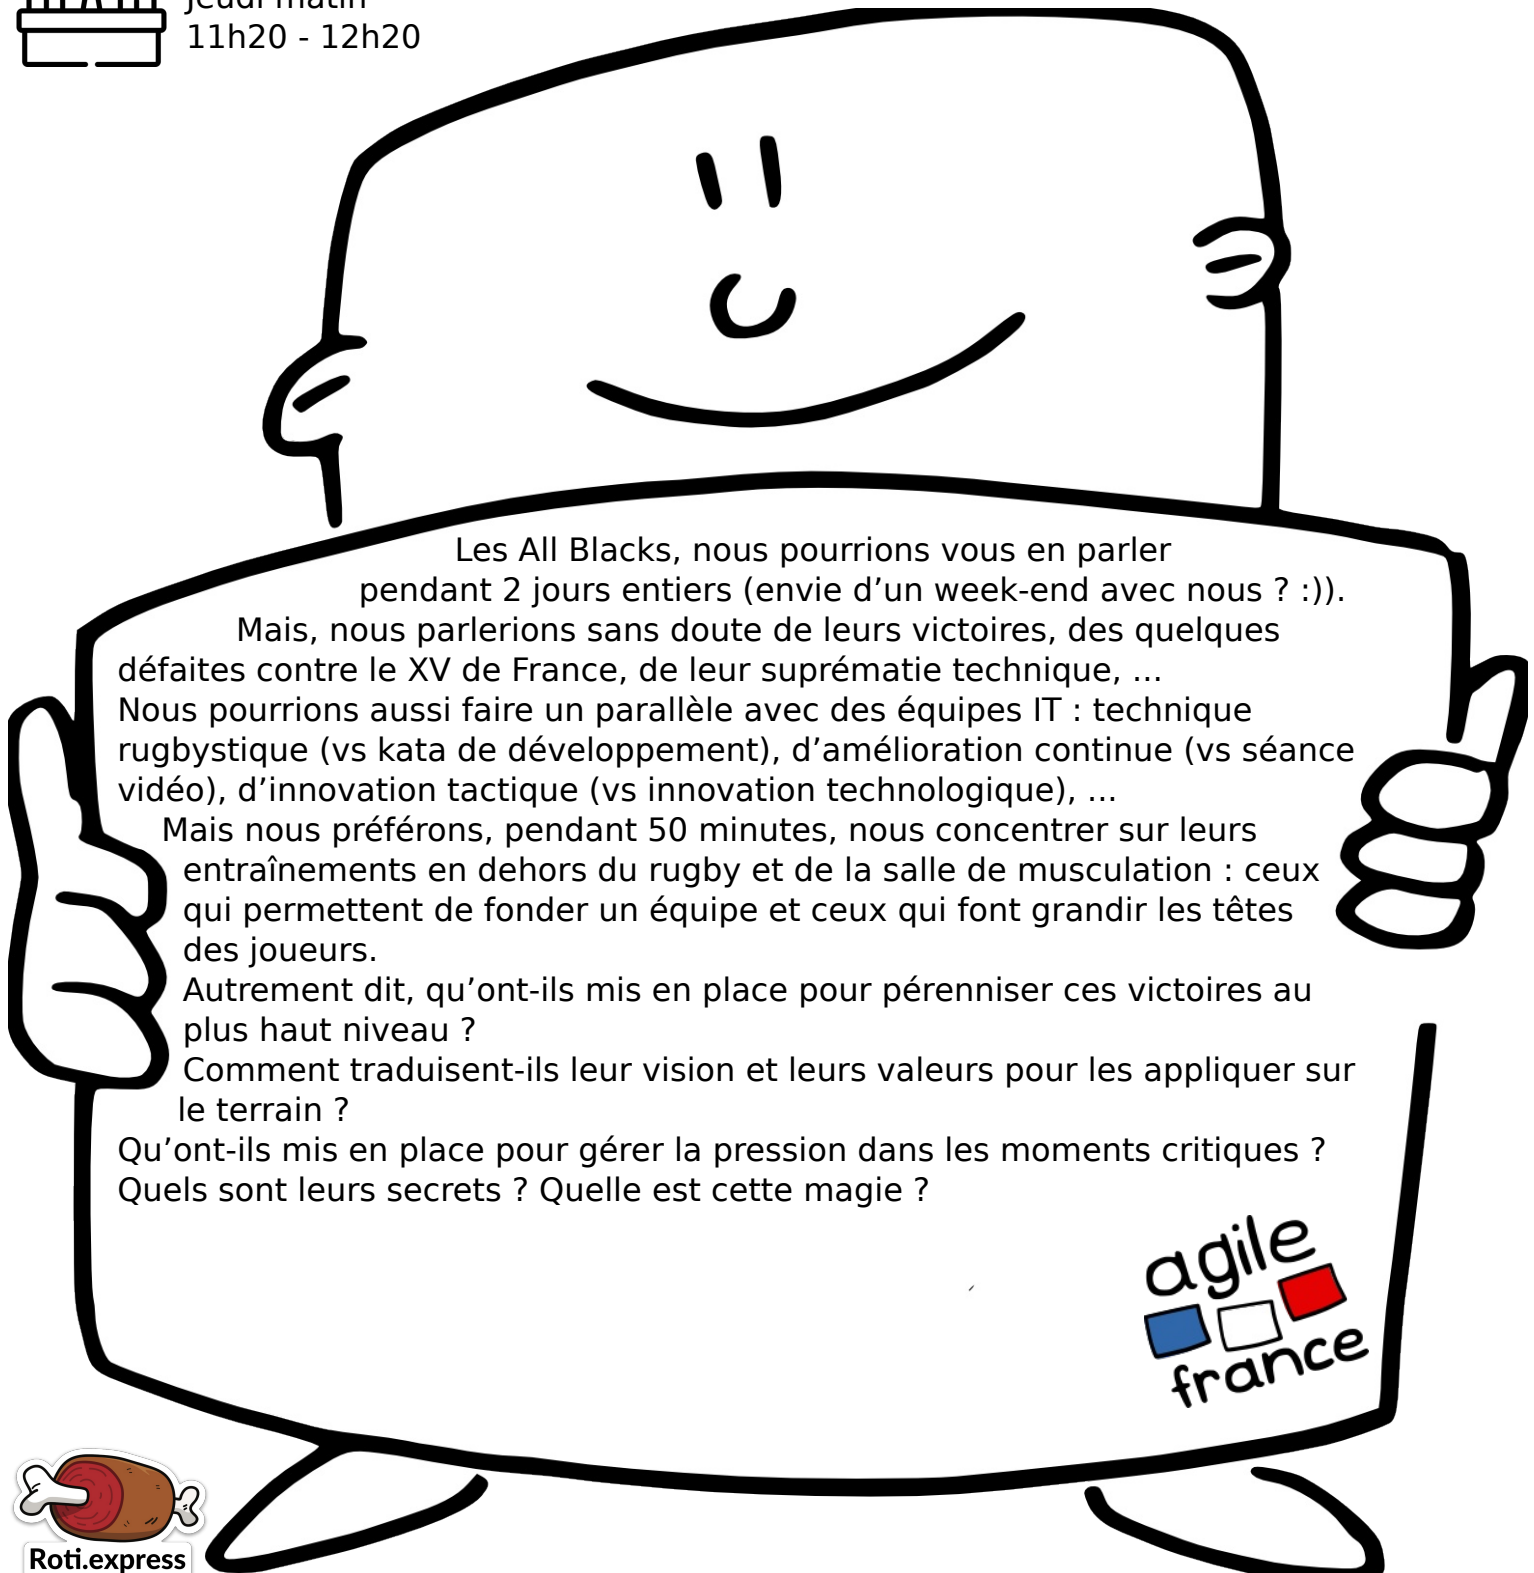 jeudi matin
11h20 - 12h20
Les All Blacks, nous pourrions vous en parler
pendant 2 jours entiers (envie d’un week-end avec nous ? :)).
Mais, nous parlerions sans doute de leurs victoires, des quelques
défaites contre le XV de France, de leur suprématie technique, ...
Nous pourrions aussi faire un parallèle avec des équipes IT : technique
rugbystique (vs kata de développement), d’amélioration continue (vs séance
vidéo), d’innovation tactique (vs innovation technologique), ...
Mais nous préférons, pendant 50 minutes, nous concentrer sur leurs
entraînements en dehors du rugby et de la salle de musculation : ceux
qui permettent de fonder un équipe et ceux qui font grandir les têtes
des joueurs.
Autrement dit, qu’ont-ils mis en place pour pérenniser ces victoires au
plus haut niveau ?
Comment traduisent-ils leur vision et leurs valeurs pour les appliquer sur
le terrain ?
Qu’ont-ils mis en place pour gérer la pression dans les moments critiques ?
Quels sont leurs secrets ? Quelle est cette magie ?
agile
france
Roti.express